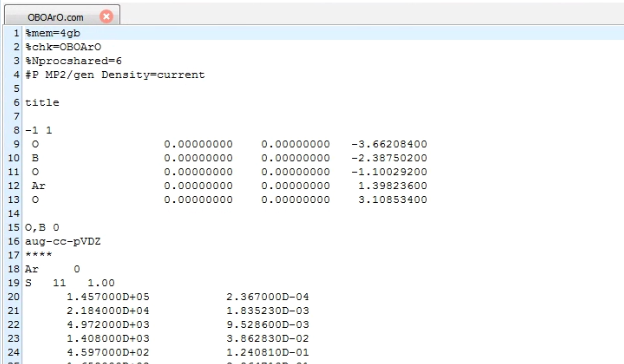 OBOArO.com
1 %mem=4gb
2 %chk=OBOArO
3 %Nprocshared=6
4 #P MP2/gen Density=current
5
6 title
7
8 -1 1
9 O 0.00000000 0.00000000 -3.66208400
10 B 0.00000000 0.00000000 -2.38750200
11 O 0.00000000 0.00000000 -1.10029200
12 Ar 0.00000000 0.00000000 1.39823600
13 O 0.00000000 0.00000000 3.10853400
14
15 O,B 0
16 aug-cc-pVDZ
17 ****
18 Ar 0
19 S 11 1.00
20 1.457000D+05 2.367000D-04
21 2.184000D+04 1.835230D-03
22 4.972000D+03 9.528600D-03
23 1.408000D+03 3.862830D-02
24 4.597000D+02 1.240810D-01